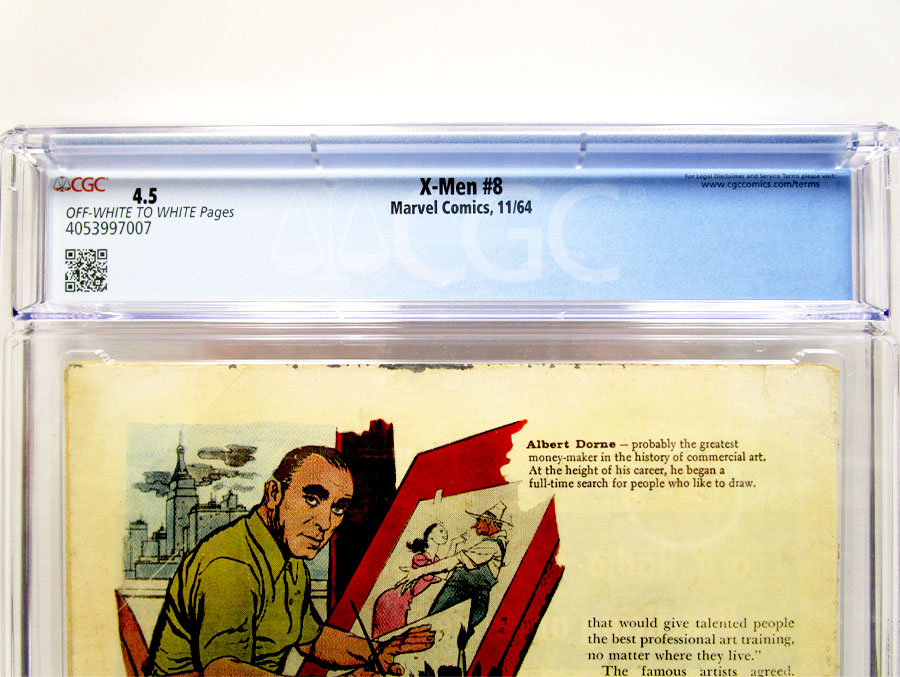 CGC
4.5
OFF-WHITE TO WHITE Pages
4053997007
X-Men #8
Marvel Comics, 11/64
For Legal Disclaimer and Service Terms please visit:
www.cgccomics.com/terms
CGC
Albert Dorne — probably the greatest
money-maker in the history of commercial art.
At the height of his career, he began a
full-time search for people who like to draw.
that would give talented people
the best professional art training,
no matter where they live.”
The famous artists agreed.